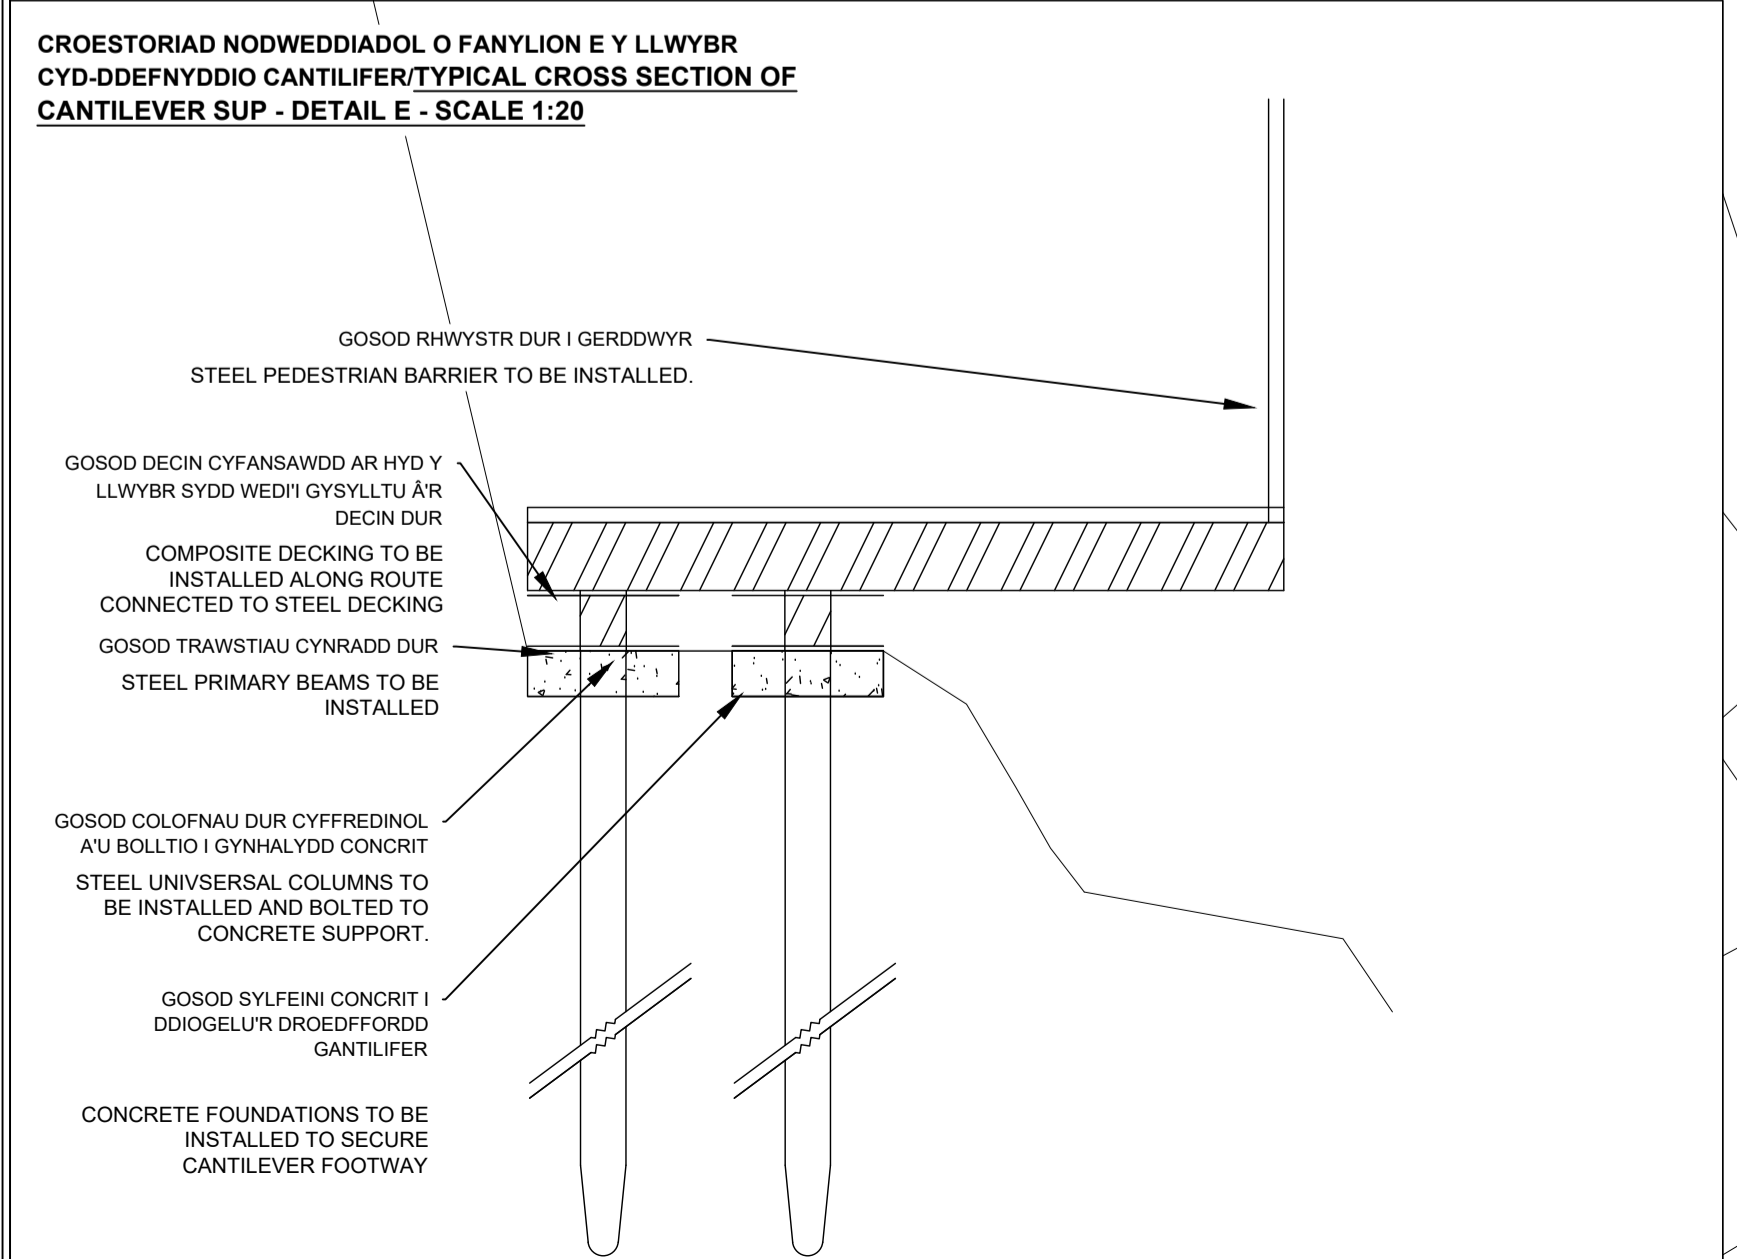 CROESTORIAD NODWEDDIADOL O FANYLION E Y LLWYBR
CYD-DDEFNYDDIO CANTILIFER/TYPICAL CROSS SECTION OF
CANTILEVER SUP - DETAIL E - SCALE 1:20
GOSOD RHWYSTR DUR I GERDDWYR
STEEL PEDESTRIAN BARRIER TO BE INSTALLED.
GOSOD DECIN CYFANSAWDD AR HYD Y
LLWYBR SYDD WEDI'I GYSYLLTU Â'R
DECIN DUR
COMPOSITE DECKING TO BE
INSTALLED ALONG ROUTE
CONNECTED TO STEEL DECKING
GOSOD TRAWSTIAU CYNRADD DUR
STEEL PRIMARY BEAMS TO BE
INSTALLED
GOSOD COLOFNAU DUR CYFFREDINOL
A'U BOLLTIO I GYNHALYDD CONCRIT
STEEL UNIVSERSAL COLUMNS TO
BE INSTALLED AND BOLTED TO
CONCRETE SUPPORT.
GOSOD SYLFEINI CONCRIT I
DDIOGELU'R DROEDFFORDD
GANTILIFER
CONCRETE FOUNDATIONS TO BE
INSTALLED TO SECURE
CANTILEVER FOOTWAY